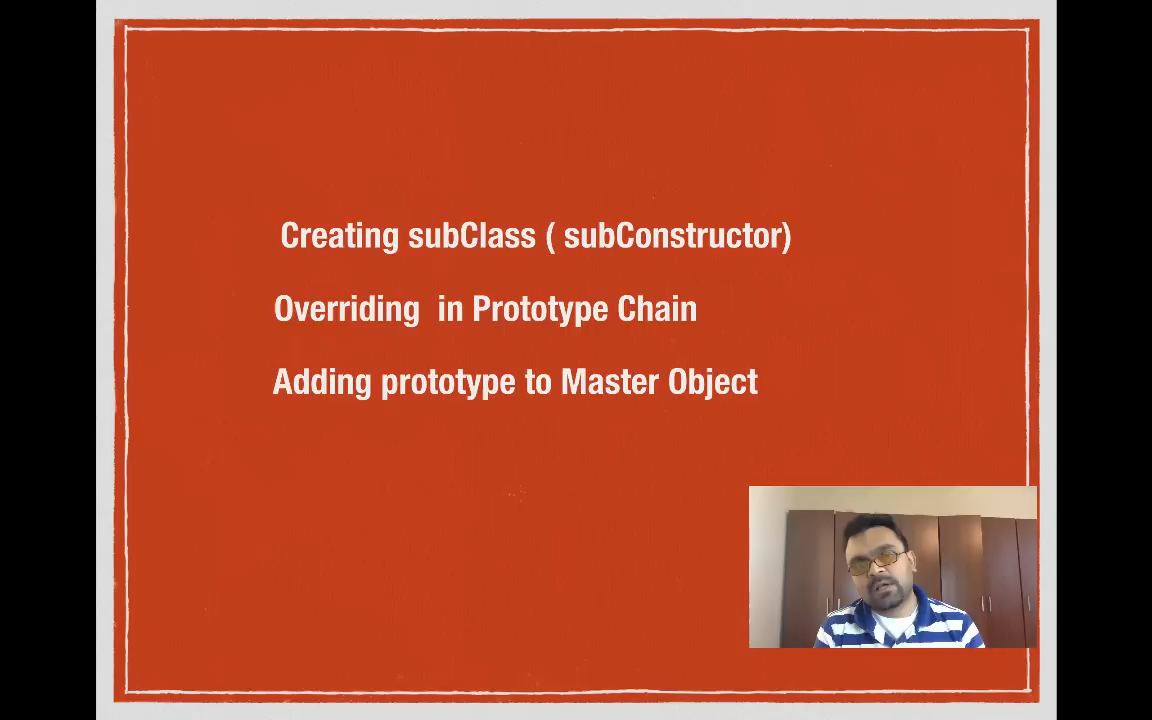 Creating subClass ( subConstructor)
Overriding  in Prototype Chain
Adding prototype to Master Object